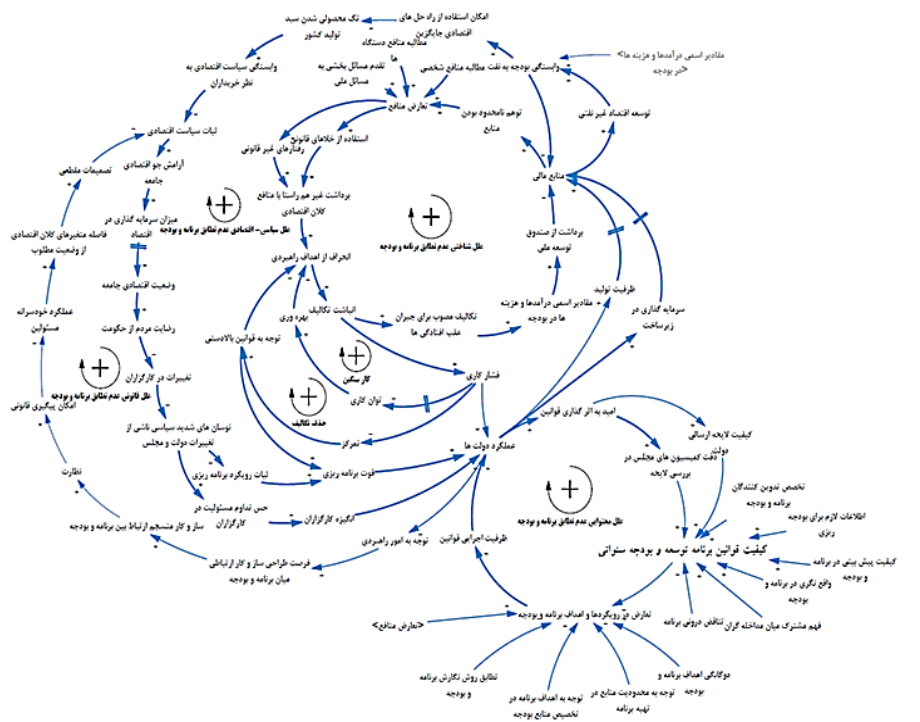 امکان استفاده از راه حل های
اقتصادی جایگزین
تک محصولی شدن سبد
تولید کشور
مطالبه منافع دستگاه
ها
وابستگی سیاست اقتصادی به
نظر خریداران
تقدم مسائل بخشی به
مسائل ملی
مطالبه منافع شخصی
وابستگی بودجه به نفت
<مقادیر اسمی درآمدها و هزینه ها
در بودجه>
تعارض منافع
توهم نامحدود بودن
منابع
توسعه اقتصاد غیر نفتی
ثبات سیاست اقتصادی
استفاده از خلاهای قانونی
رفتارهای غیر قانونی
آرامش جو اقتصادی
جامعه
تصمیمات مقطعی
منابع مالی
برداشت غیر هم راستا با منافع
کلان اقتصادی
میزان سرمایه گذاری در
اقتصاد
علل سیاسی- اقتصادی عدم تطابق برنامه و بودجه
علل شناختی عدم تطابق برنامه و بودجه
برداشت از صندوق
توسعه ملی
فاصله متغیرهای کلان اقتصادی
از وضعیت مطلوب
انحراف از اهداف راهبردی
وضعیت اقتصادی جامعه
انباشت تکالیف
بهره وری
تکالیف مصوب برای جبران
عقب افتادگی ها
مقادیر اسمی درآمدها و هزینه
ها در بودجه
ظرفیت تولید
سرمایه گذاری در
زیرساخت
عملکرد خودسرانه
مسئولین
رضایت مردم از حکومت
توجه به قوانین بالادستی
کار سنگین
فشار کاری
تغییرات در کارگزاران
علل قانونی عدم تطابق برنامه و بودجه
امکان پیگیری قانونی
توان کاری
حذف تکالیف
تمرکز
امید به اثر گذاری قوانین
کیفیت لایحه ارسالی
دولت
نوسان های شدید سیاسی ناشی از
تغییرات دولت و مجلس
عملکرد دولت ها
دقت کمیسیون های مجلس در
بررسی لایحه
نظارت
ثبات رویکرد برنامه ریزی
قوت برنامه ریزی
تخصص تدوین کنندگان
برنامه و بودجه
حس تداوم مسئولیت در
کارگزاران
انگیزه کارگزاران
علل محتوایی عدم تطابق برنامه و بودجه
اطلاعات لازم برای بودجه
ریزی
ساز و کار منسجم ارتباط بین برنامه و بودجه
توجه به امور راهبردی
ظرفیت اجرایی قوانین
کیفیت قوانین برنامه توسعه و بودجه سنواتی
کیفیت پیش بینی در برنامه
و بودجه
فرصت طراحی ساز و کار ارتباطی
میان برنامه و بودجه
واقع نگری در برنامه و
بودجه
تعارض در رویکردها و اهداف برنامه و بودجه
تناقض درونی برنامه
فهم مشترک میان مداخله گران
<تعارض منافع>
تطابق روش نگارش برنامه
و بودجه
توجه به اهداف برنامه در
تخصیص منابع بودجه
توجه به محدودیت منابع در
تهیه برنامه
دوگانگی اهداف برنامه و
بودجه